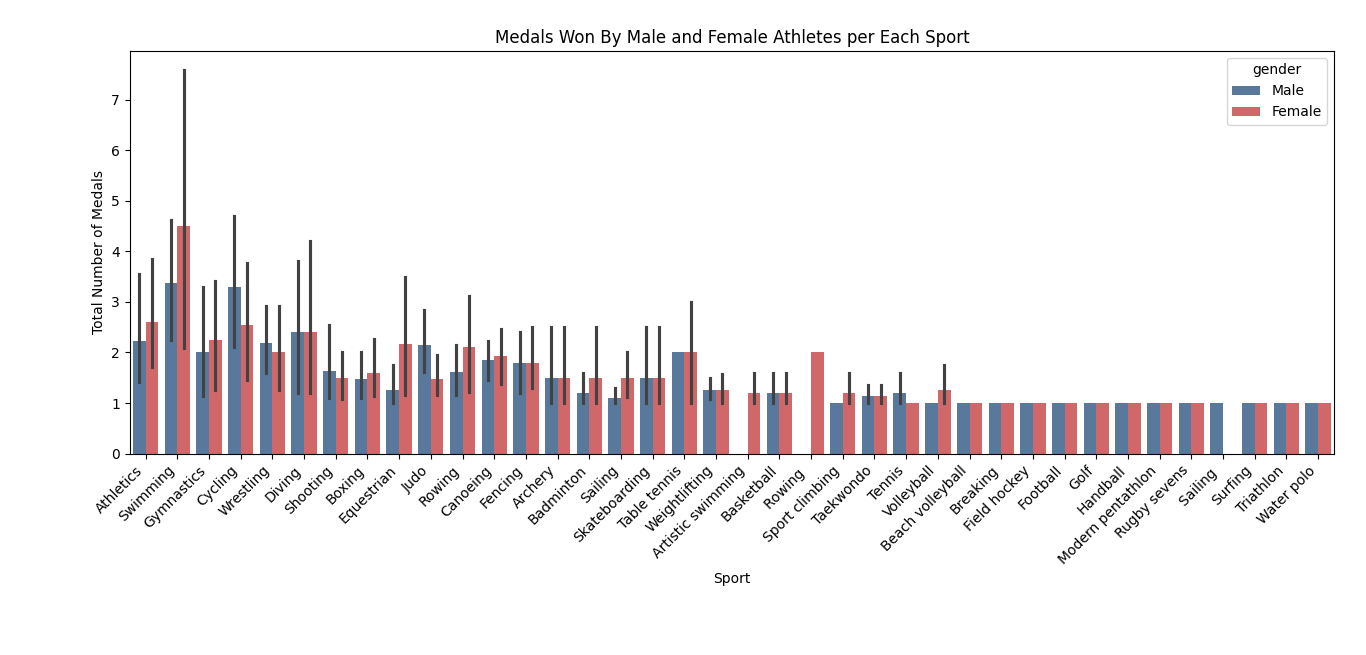 Medals Won By Male and Female Athletes per Each Sport
gender
Male
Female
Total Number of Medals
7
6
5
4
3
2
1
0
Athletics
Swimming
Gymnastics
Cycling
Wrestling
Diving
Shooting
Boxing
Equestrian
Judo
Rowing
Canoeing
Fencing
Archery
Badminton
Sailing
Skateboarding
Table tennis
Weightlifting
Artistic swimming
Basketball
Rowing
Sport climbing
Taekwondo
Tennis
Volleyball
Beach volleyball
Breaking
Field hockey
Football
Golf
Handball
Modern pentathlon
Rugby sevens
Sailing
Surfing
Triathlon
Water polo
Sport